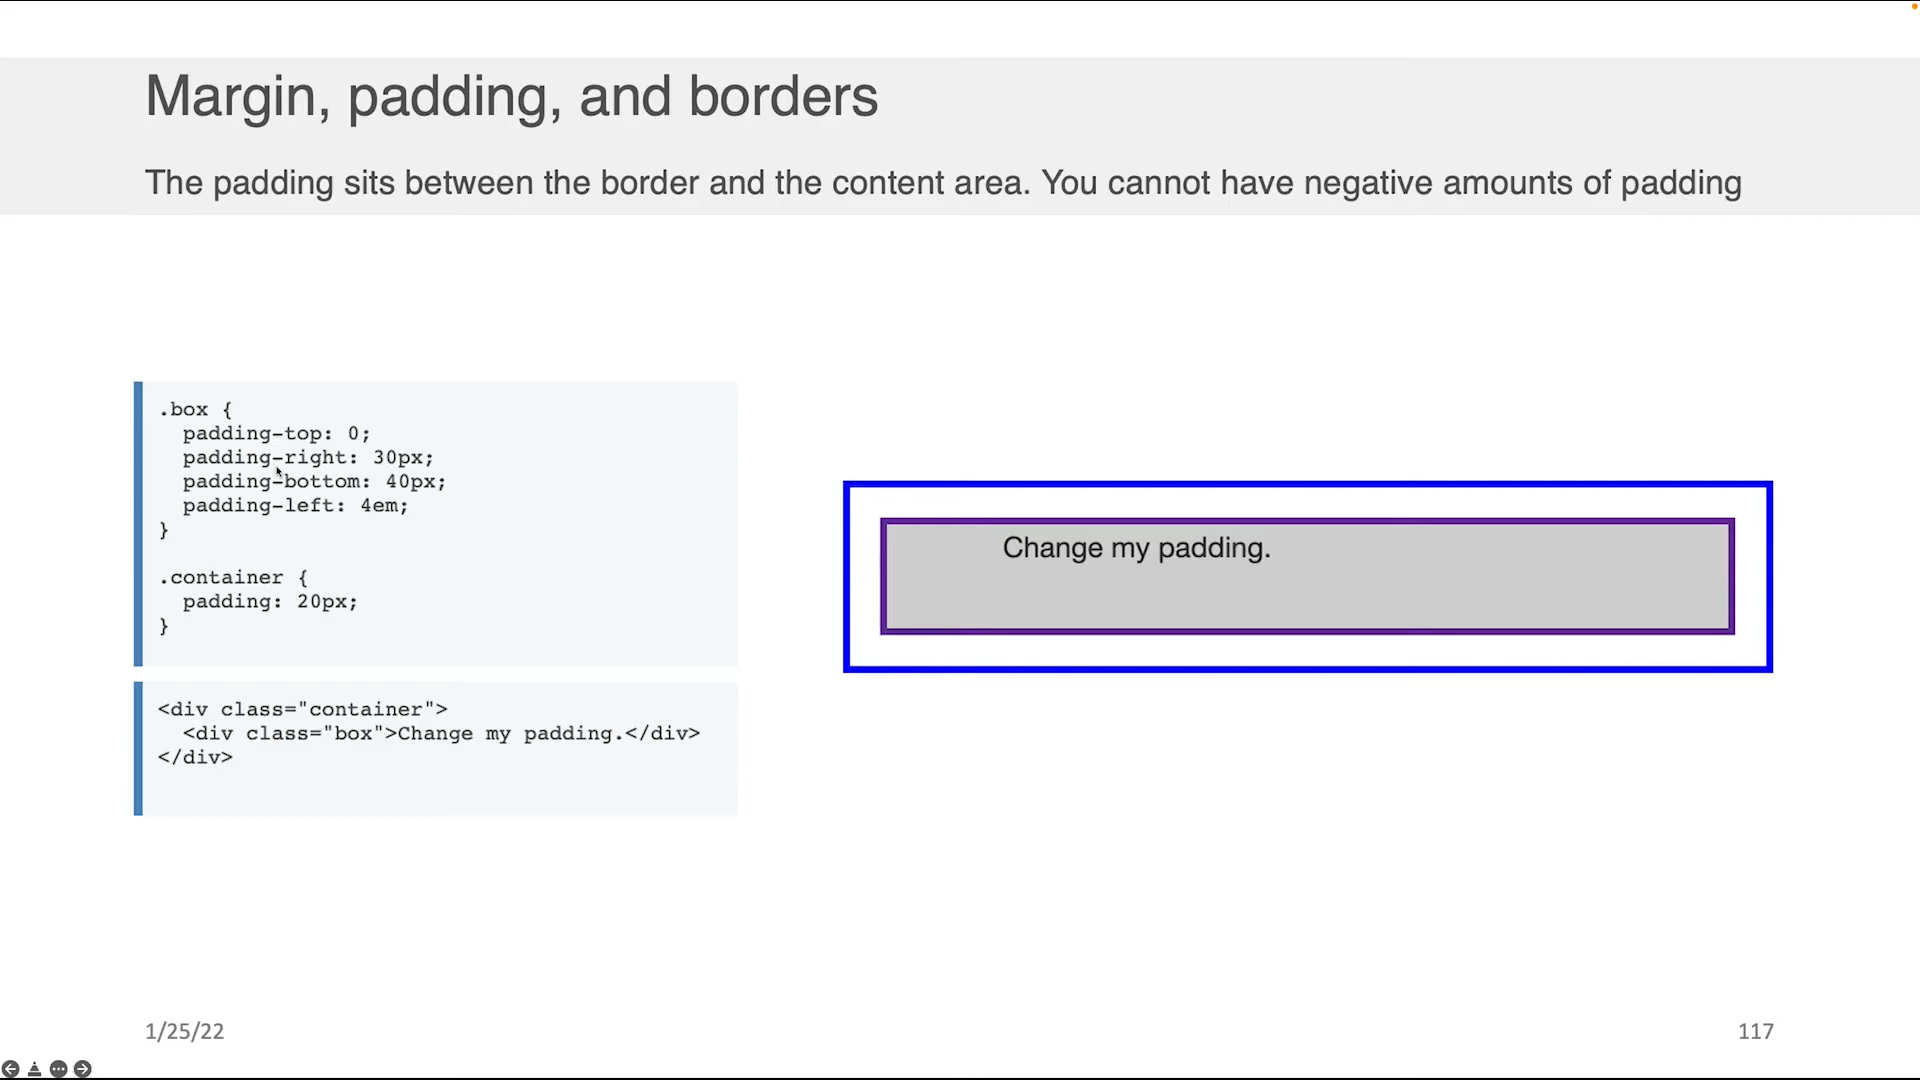 Margin, padding, and borders
The padding sits between the border and the content area. You cannot have negative amounts of padding
.box {
  padding-top: 0;
  padding-right: 30px;
  padding-bottom: 40px;
  padding-left: 4em;
}
.container {
  padding: 20px;
}
<div class="container">
  <div class="box">Change my padding.</div>
</div>
Change my padding.
1/25/22
117